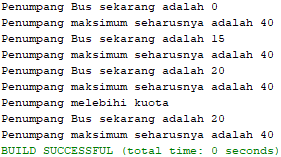 Penumpang Bus sekarang adalah 0
Penumpang maksimum seharusnya adalah 40
Penumpang Bus sekarang adalah 15
Penumpang maksimum seharusnya adalah 40
Penumpang Bus sekarang adalah 20
Penumpang maksimum seharusnya adalah 40
Penumpang melebihi kuota
Penumpang Bus sekarang adalah 20
Penumpang maksimum seharusnya adalah 40
BUILD SUCCESSFUL (total time: 0 seconds)